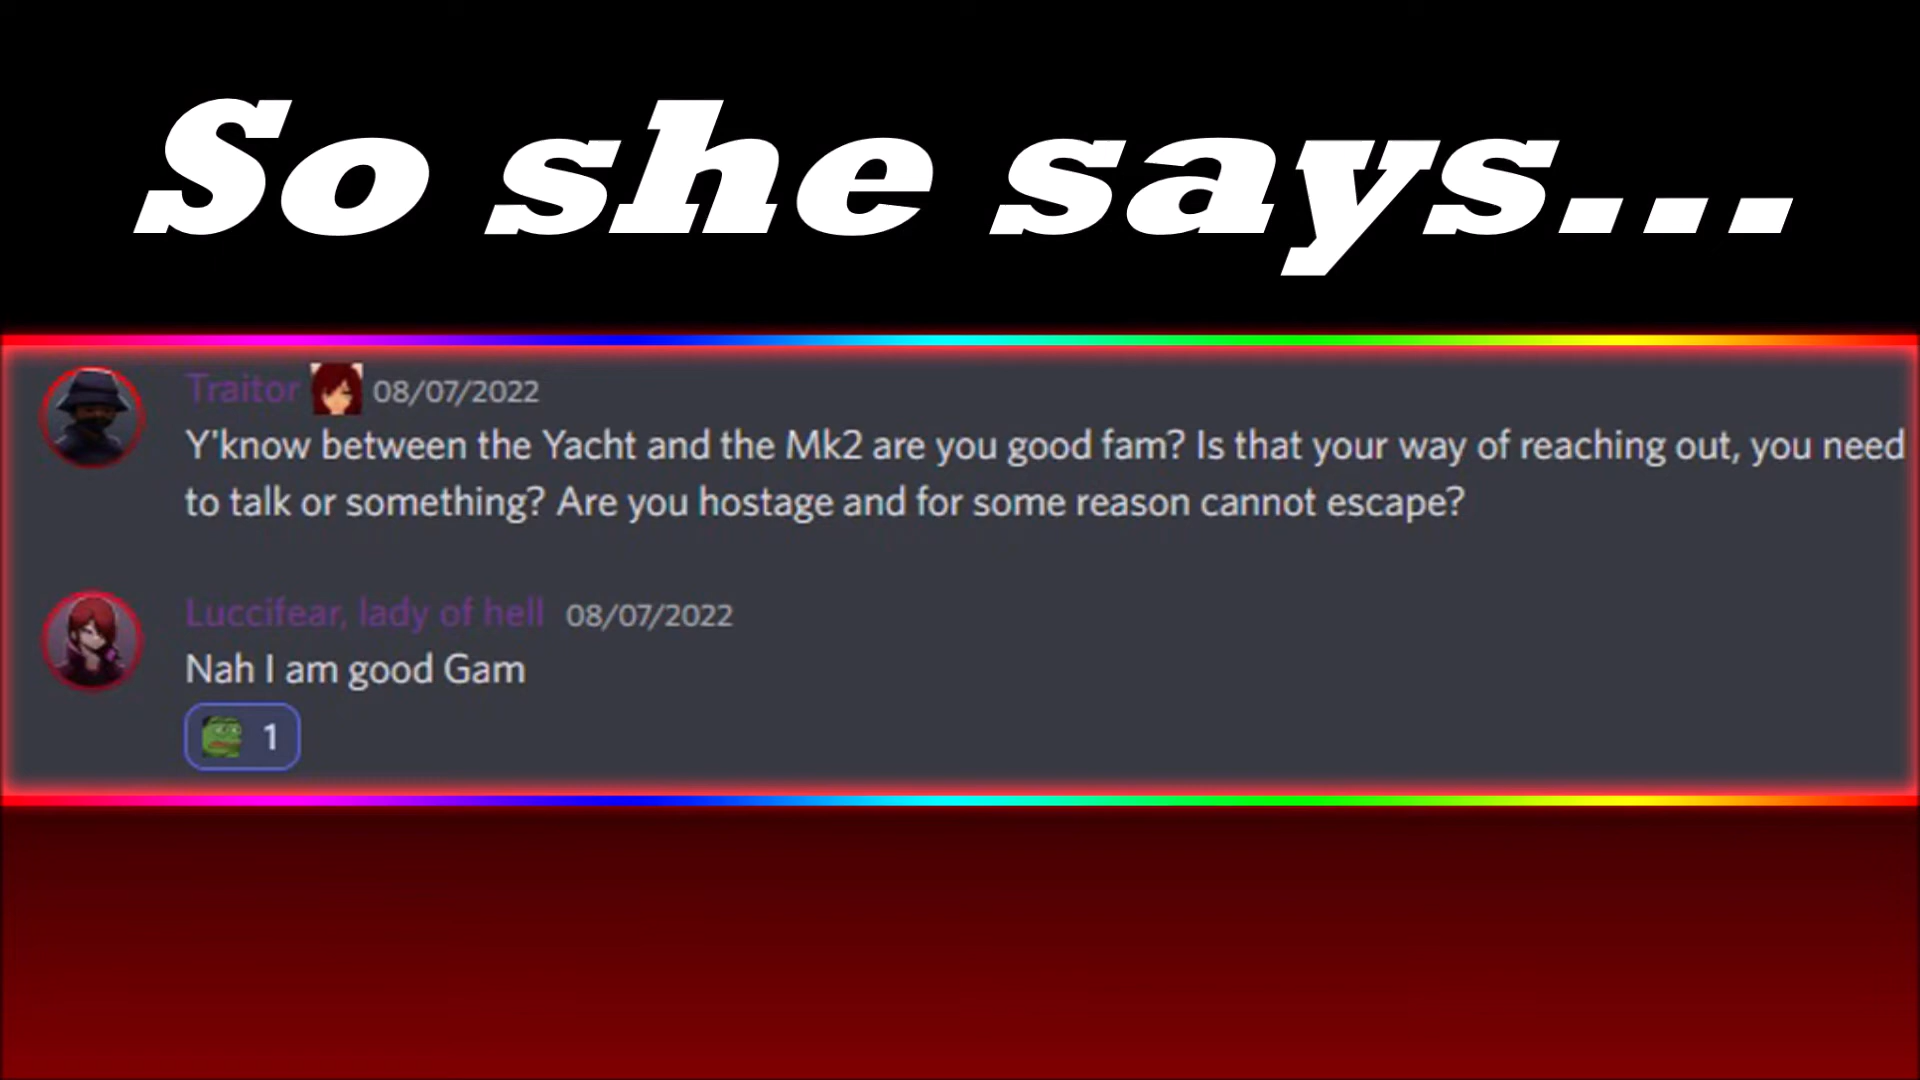 So she says...
Traitor 08/07/2022
Y'know between the Yacht and the Mk2 are you good fam? Is that your way of reaching out, you need
to talk or something? Are you hostage and for some reason cannot escape?
Luccifear, lady of hell 08/07/2022
Nah I am good Gam
1